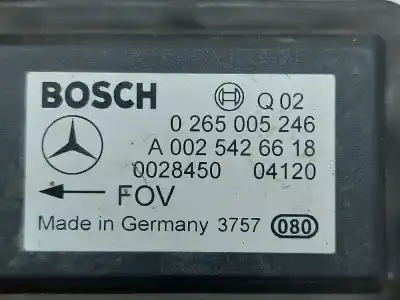 BOSCH Q 02
0 265 005 246
A 002 542 66 18
0028450 04120
FOV
Made in Germany 3757 080